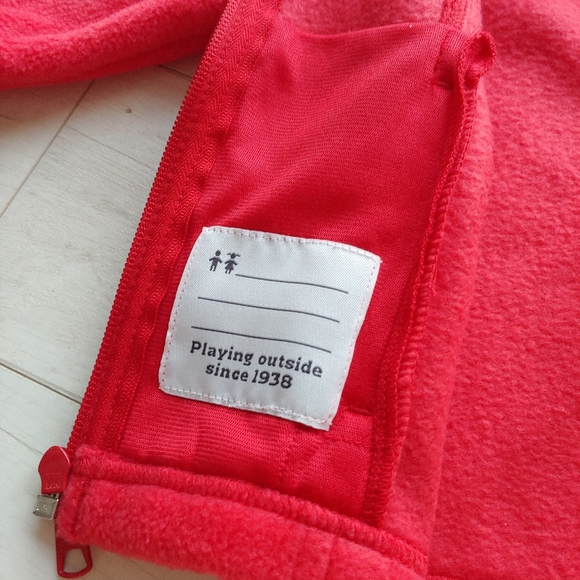 Playing outside
since 1938